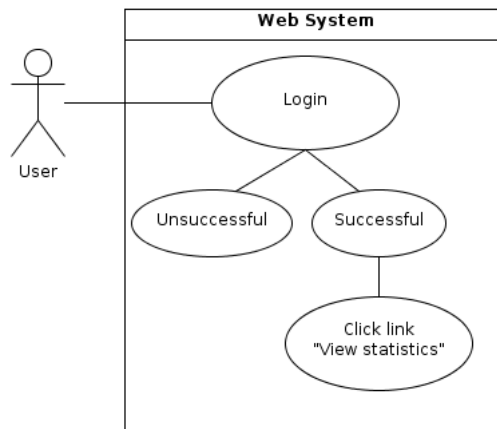 Web System
Login
User
Unsuccessful
Successful
Click link
"View statistics"